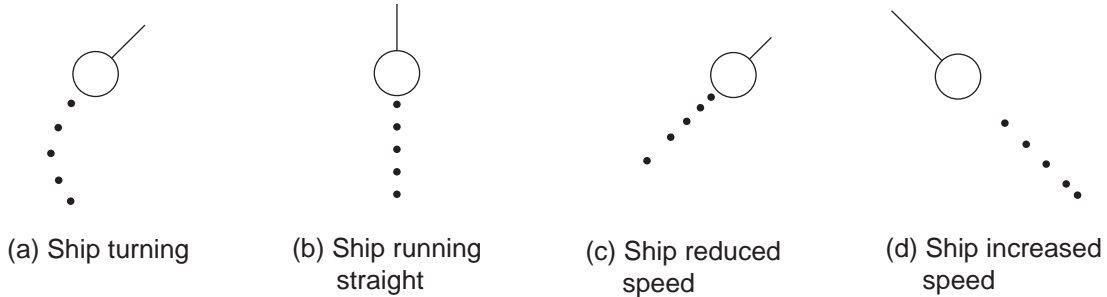 (a) Ship turning
(b) Ship running
straight
(c) Ship reduced
speed
(d) Ship increased
speed